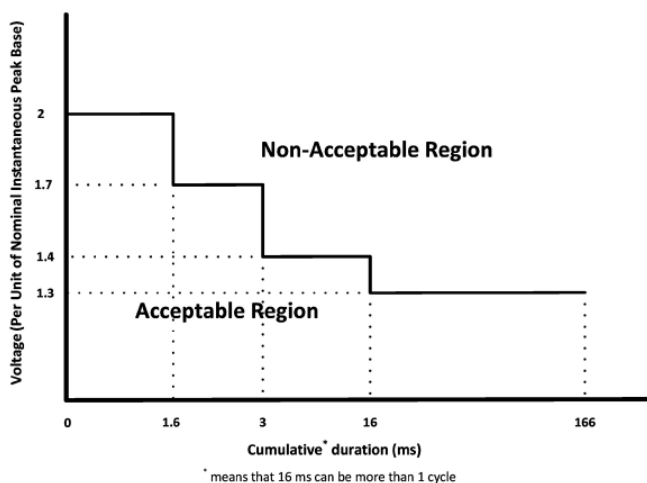 Voltage (Per Unit of Nominal Instantaneous Peak Base)
2
1.7
1.4
1.3
Non-Acceptable Region
Acceptable Region
0 1.6 3 16 166
Cumulative* duration (ms)
* means that 16 ms can be more than 1 cycle